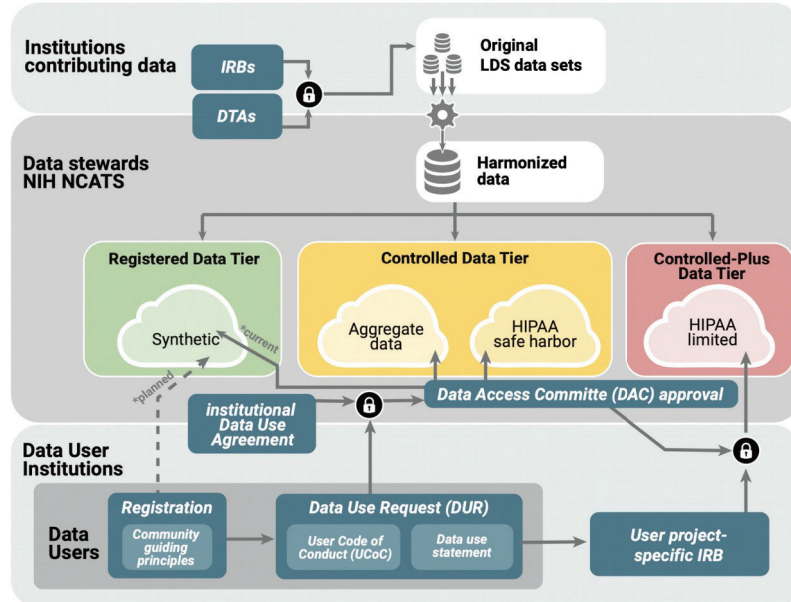 Institutions
contributing data
IRBs
DTAs
Original
LDS data sets
Data stewards
NIH NCATS
Harmonized
data
Registered Data Tier
Synthetic
Controlled Data Tier
Aggregate
data
HIPAA
safe harbor
Controlled-Plus
Data Tier
HIPAA
limited
*current
*planned
institutional
Data Use
Agreement
Data Access Committe (DAC) approval
Data User
Institutions
Data
Users
Registration
Community
guiding
principles
Data Use Request (DUR)
User Code of
Conduct (UCoC)
Data use
statement
User project-
specific IRB